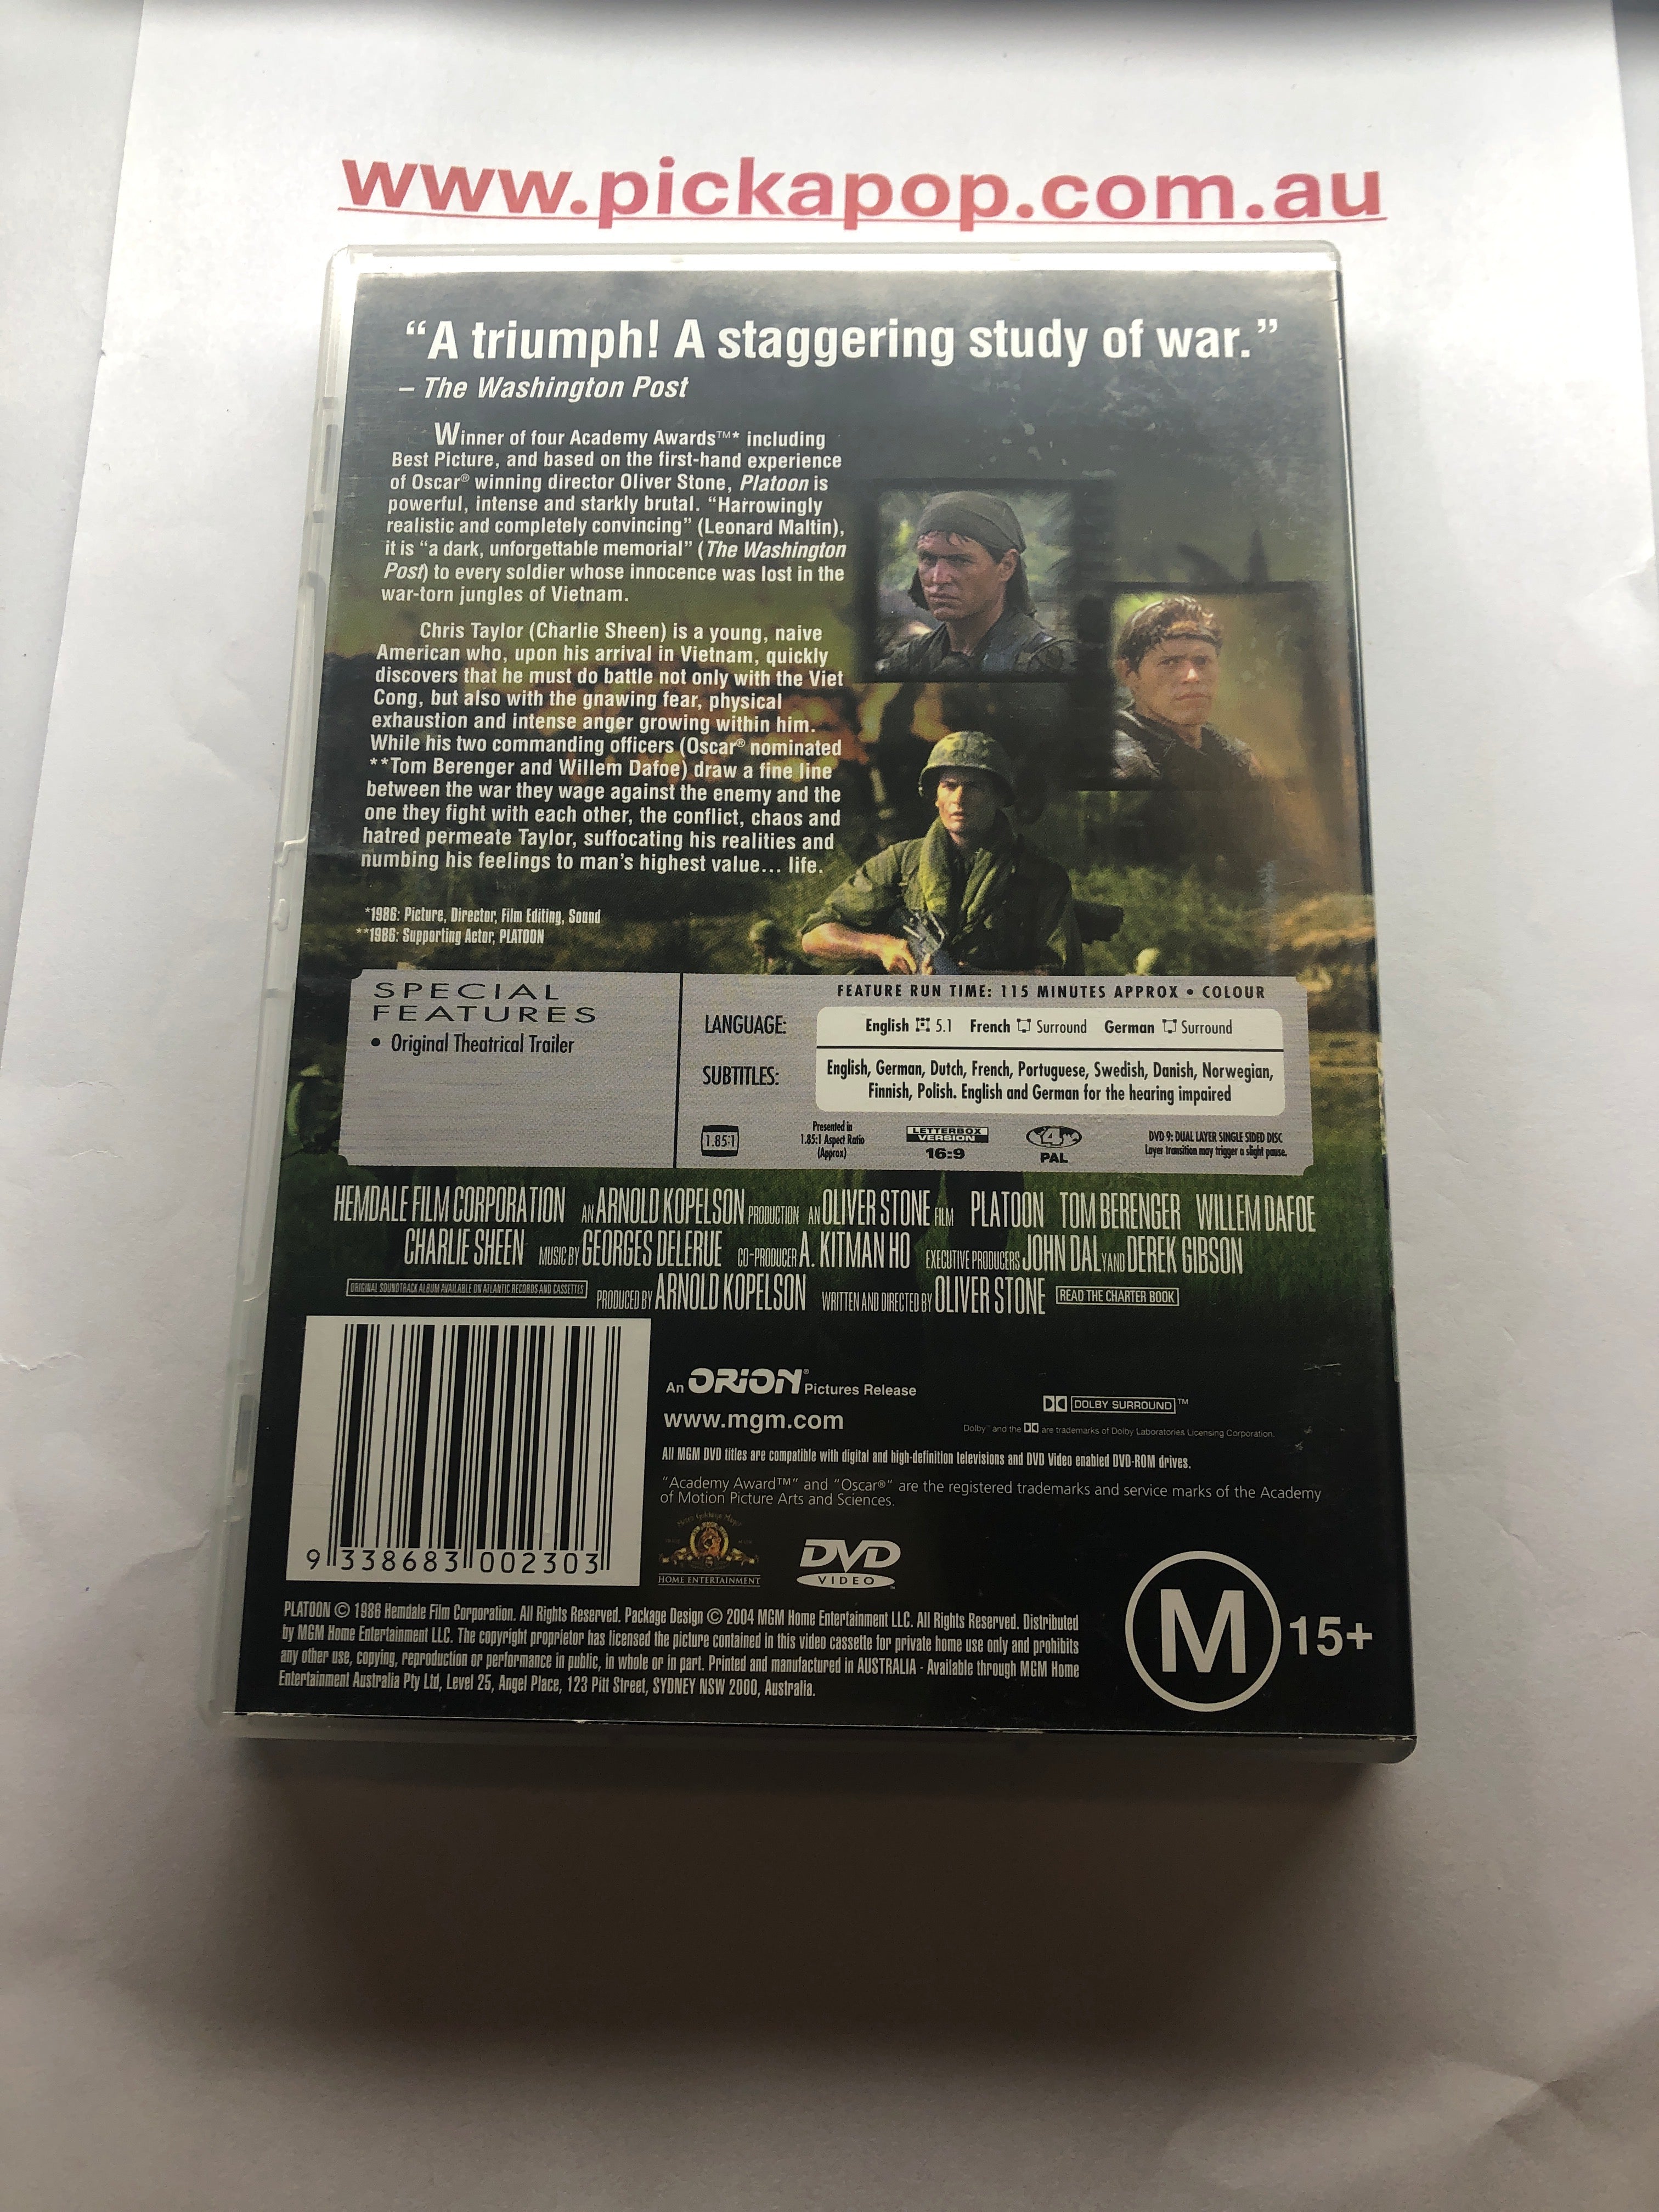 www.pickapop.com.au
“A triumph! A staggering study of war.”
– The Washington Post
Winner of four Academy Awards™* including
Best Picture, and based on the first-hand experience
of Oscar® winning director Oliver Stone, Platoon is
powerful, intense and starkly brutal. “Harrowingly
realistic and completely convincing” (Leonard Maltin),
it is “a dark, unforgettable memorial” (The Washington
Post) to every soldier whose innocence was lost in the
war-torn jungles of Vietnam.
Chris Taylor (Charlie Sheen) is a young, naive
American who, upon his arrival in Vietnam, quickly
discovers that he must do battle not only with the Viet
Cong, but also with the gnawing fear, physical
exhaustion and intense anger growing within him.
While his two commanding officers (Oscar® nominated
**Tom Berenger and Willem Dafoe) draw a fine line
between the war they wage against the enemy and the
one they fight with each other, the conflict, chaos and
hatred permeate Taylor, suffocating his realities and
numbing his feelings to man’s highest value... life.
*1986: Picture, Director, Film Editing, Sound
**1986: Supporting Actor, PLATOON
SPECIAL
FEATURES
• Original Theatrical Trailer
FEATURE RUN TIME: 115 MINUTES APPROX • COLOUR
LANGUAGE: English 5.1 French Surround German Surround
SUBTITLES: English, German, Dutch, French, Portuguese, Swedish, Danish, Norwegian,
Finnish, Polish. English and German for the hearing impaired
1.85:1
Presented in
1.85:1 Aspect Ratio
(Approx)
LETTERBOX
VERSION
16:9
4
PAL
DVD 9: DUAL LAYER SINGLE SIDED DISC
Layer transition may trigger a slight pause.
HEMDALE FILM CORPORATION AN ARNOLD KOPELSON PRODUCTION AN OLIVER STONE FILM PLATOON TOM BERENGER WILLEM DAFOE
CHARLIE SHEEN MUSIC BY GEORGES DELERUE CO-PRODUCER A. KITMAN HO EXECUTIVE PRODUCERS JOHN DALY AND DEREK GIBSON
ORIGINAL SOUNDTRACK ALBUM AVAILABLE ON ATLANTIC RECORDS AND CASSETTES PRODUCED BY ARNOLD KOPELSON WRITTEN AND DIRECTED BY OLIVER STONE READ THE CHARTER BOOK
An ORION® Pictures Release
www.mgm.com
DOLBY SURROUND™
Dolby™ and the are trademarks of Dolby Laboratories Licensing Corporation.
All MGM DVD titles are compatible with digital and high-definition televisions and DVD Video enabled DVD-ROM drives.
“Academy Award™” and “Oscar®” are the registered trademarks and service marks of the Academy
of Motion Picture Arts and Sciences.
9 338683 002303
HOME ENTERTAINMENT
DVD
VIDEO
PLATOON © 1986 Hemdale Film Corporation. All Rights Reserved. Package Design © 2004 MGM Home Entertainment LLC. All Rights Reserved. Distributed
by MGM Home Entertainment LLC. The copyright proprietor has licensed the picture contained in this video cassette for private home use only and prohibits
any other use, copying, reproduction or performance in public, in whole or in part. Printed and manufactured in AUSTRALIA - Available through MGM Home
Entertainment Australia Pty Ltd, Level 25, Angel Place, 123 Pitt Street, SYDNEY NSW 2000, Australia.
M 15+